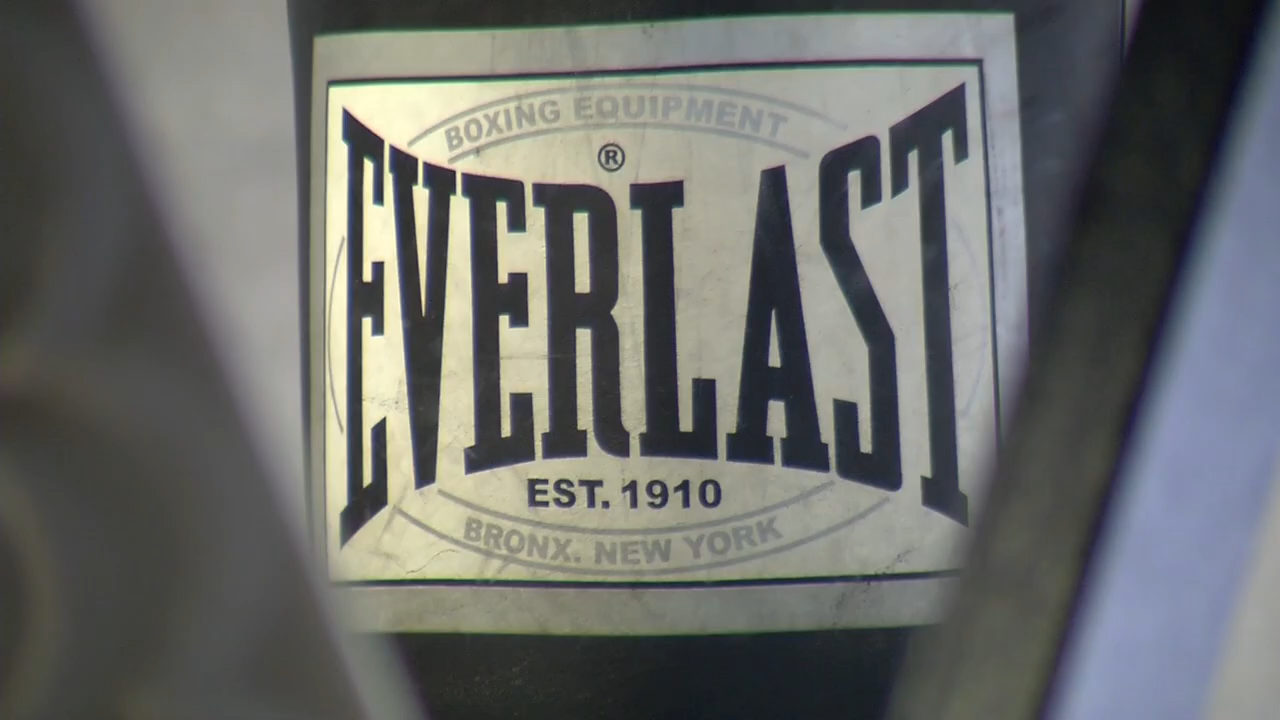 BOXING EQUIPMENT
®
EVERLAST
EST. 1910
BRONX. NEW YORK